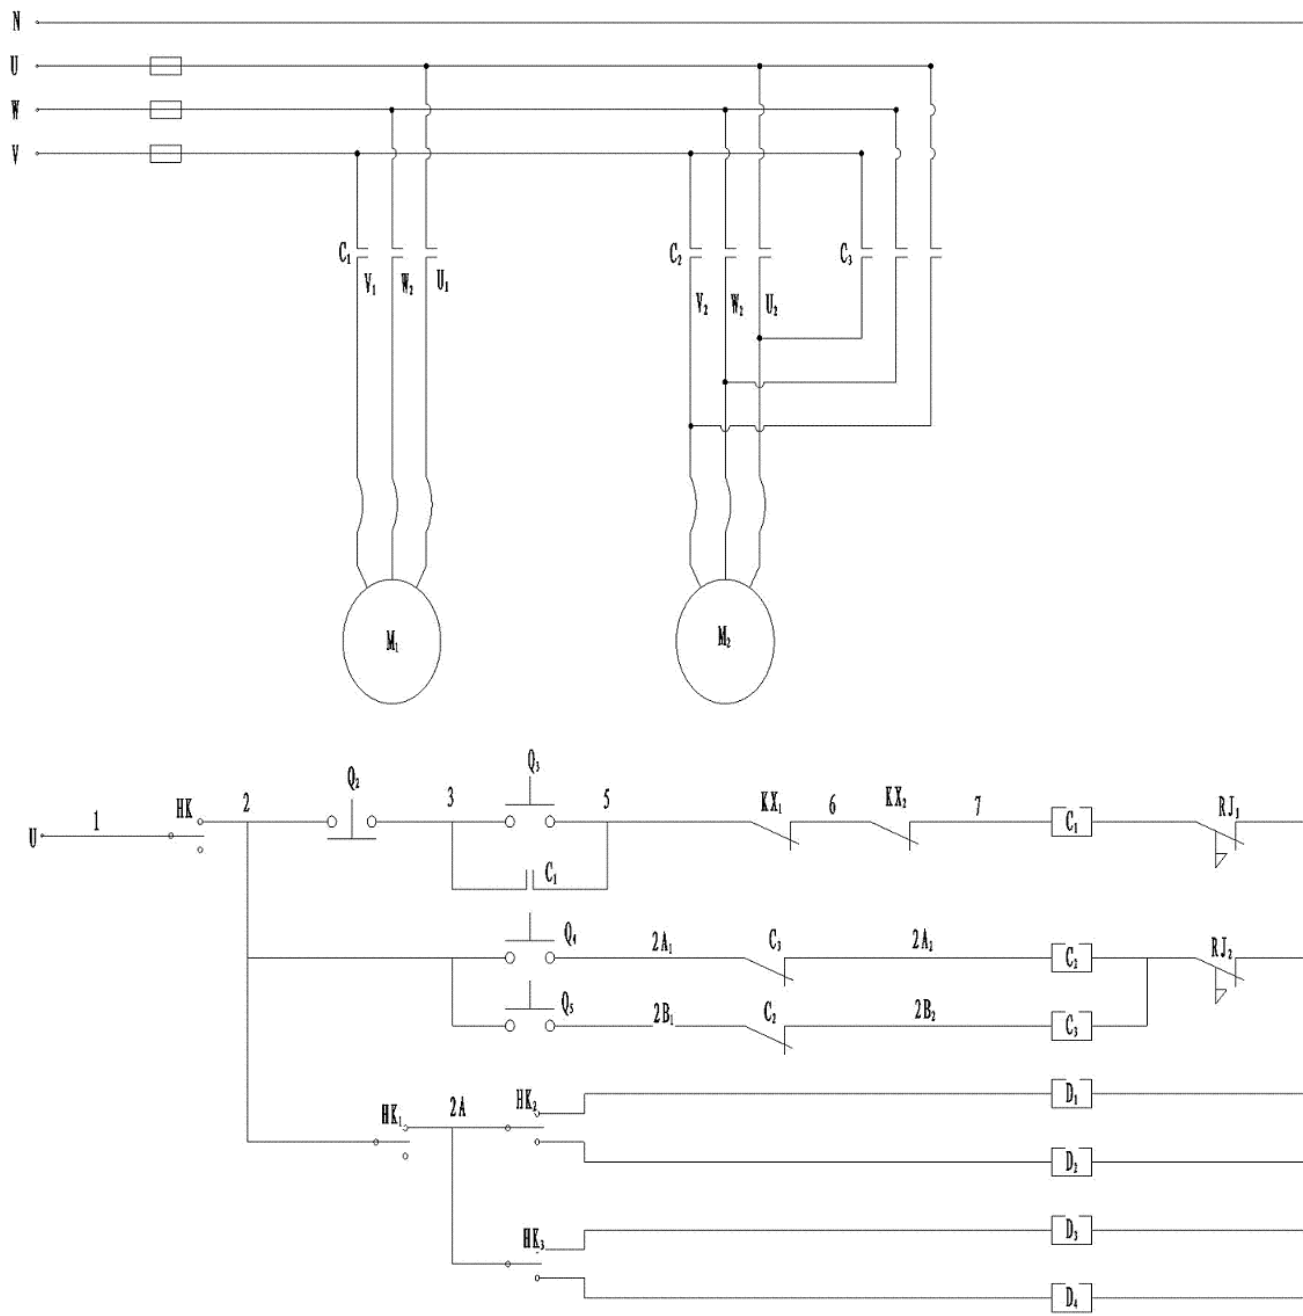 N
U
W
V
C₁
V₁
W₂
U₁
C₂
V₂
W₂
U₂
C₃
M₁
M₂
Q₃
Q₂
HK
2
3
5
KX₁
6
KX₂
7
C₁
RJ₁
1
U
C₁
Q₄
2A₁
C₃
2A₂
C₂
RJ₂
Q₅
2B₁
C₂
2B₂
C₃
HK₁
2A
HK₂
D₁
D₂
HK₃
D₃
D₄